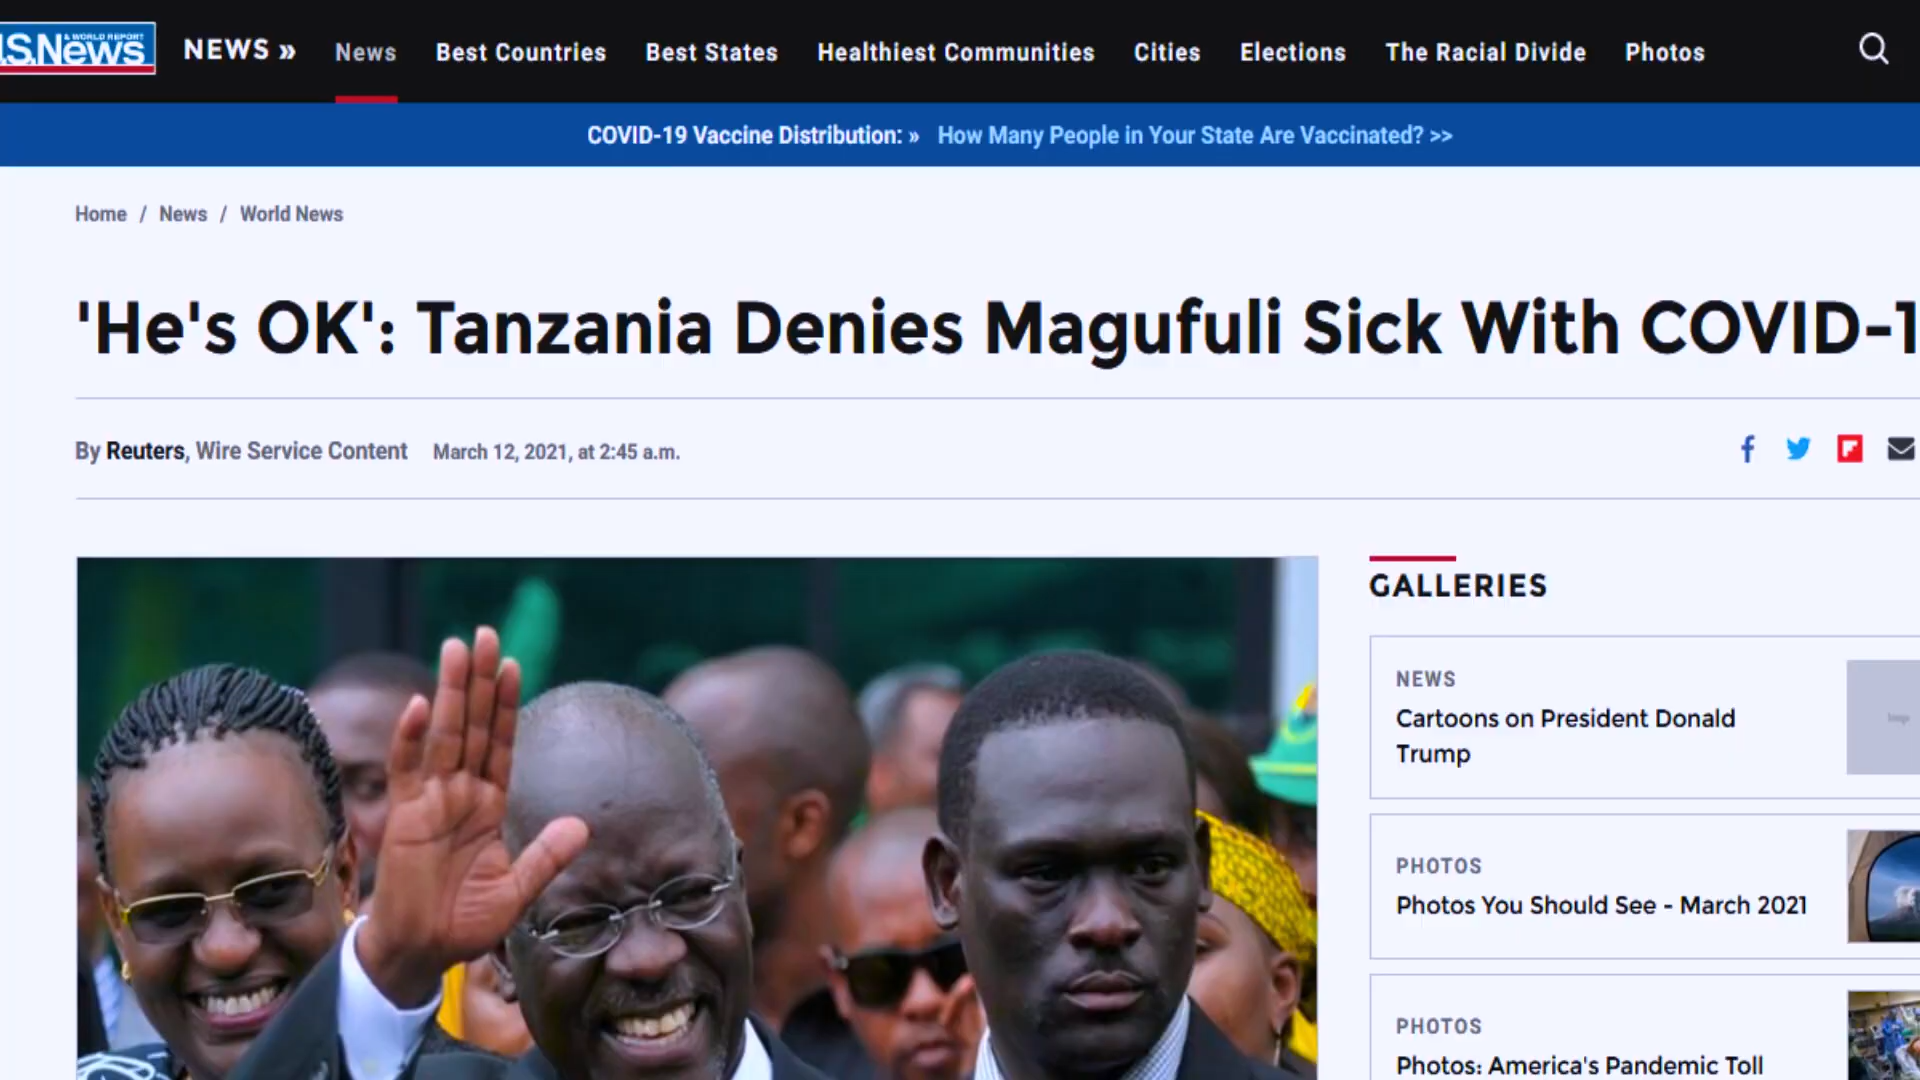 .S.News
& WORLD REPORT
NEWS »
News
Best Countries
Best States
Healthiest Communities
Cities
Elections
The Racial Divide
Photos
COVID-19 Vaccine Distribution: » How Many People in Your State Are Vaccinated? >>
Home / News / World News
'He's OK': Tanzania Denies Magufuli Sick With COVID-1
By Reuters, Wire Service Content March 12, 2021, at 2:45 a.m.
GALLERIES
NEWS
Cartoons on President Donald
Trump
PHOTOS
Photos You Should See - March 2021
PHOTOS
Photos: America's Pandemic Toll